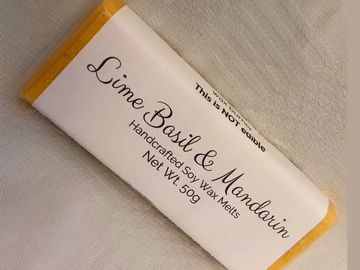 This is NOT edible
Lime Basil & Mandarin
Handcrafted Soy Wax Melts
Net Wt. 50g